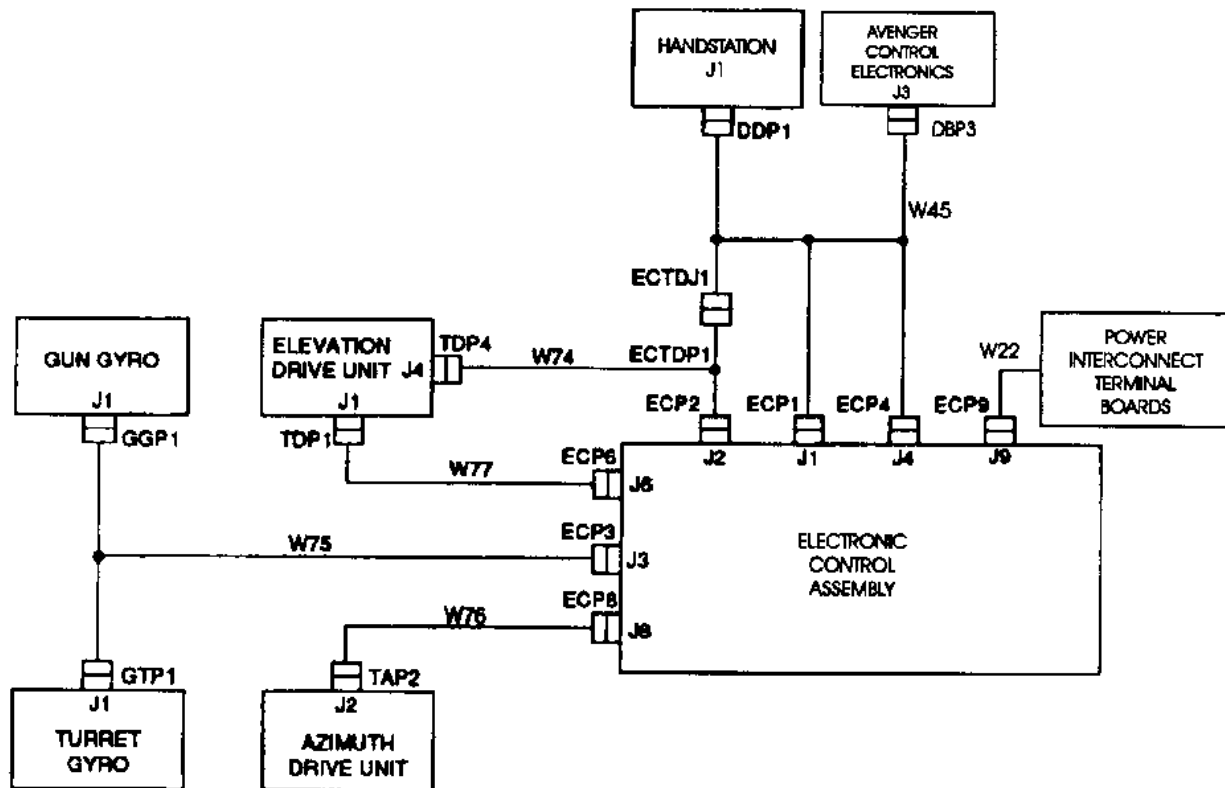 HANDSTATION
J1
AVENGER
CONTROL
ELECTRONICS
J3
DDP1
DBP3
W45
ECTDJ1
GUN GYRO
J1
ELEVATION
DRIVE UNIT
J4
J1
TDP4
W74
ECTDP1
W22
POWER
INTERCONNECT
TERMINAL
BOARDS
GGP1
TDP1
ECP2
ECP1
ECP4
ECP9
J2
J1
J4
J9
W77
ECP6
J6
W75
ECP3
J3
ELECTRONIC
CONTROL
ASSEMBLY
W76
ECP8
J8
GTP1
TAP2
J1
TURRET
GYRO
J2
AZIMUTH
DRIVE UNIT